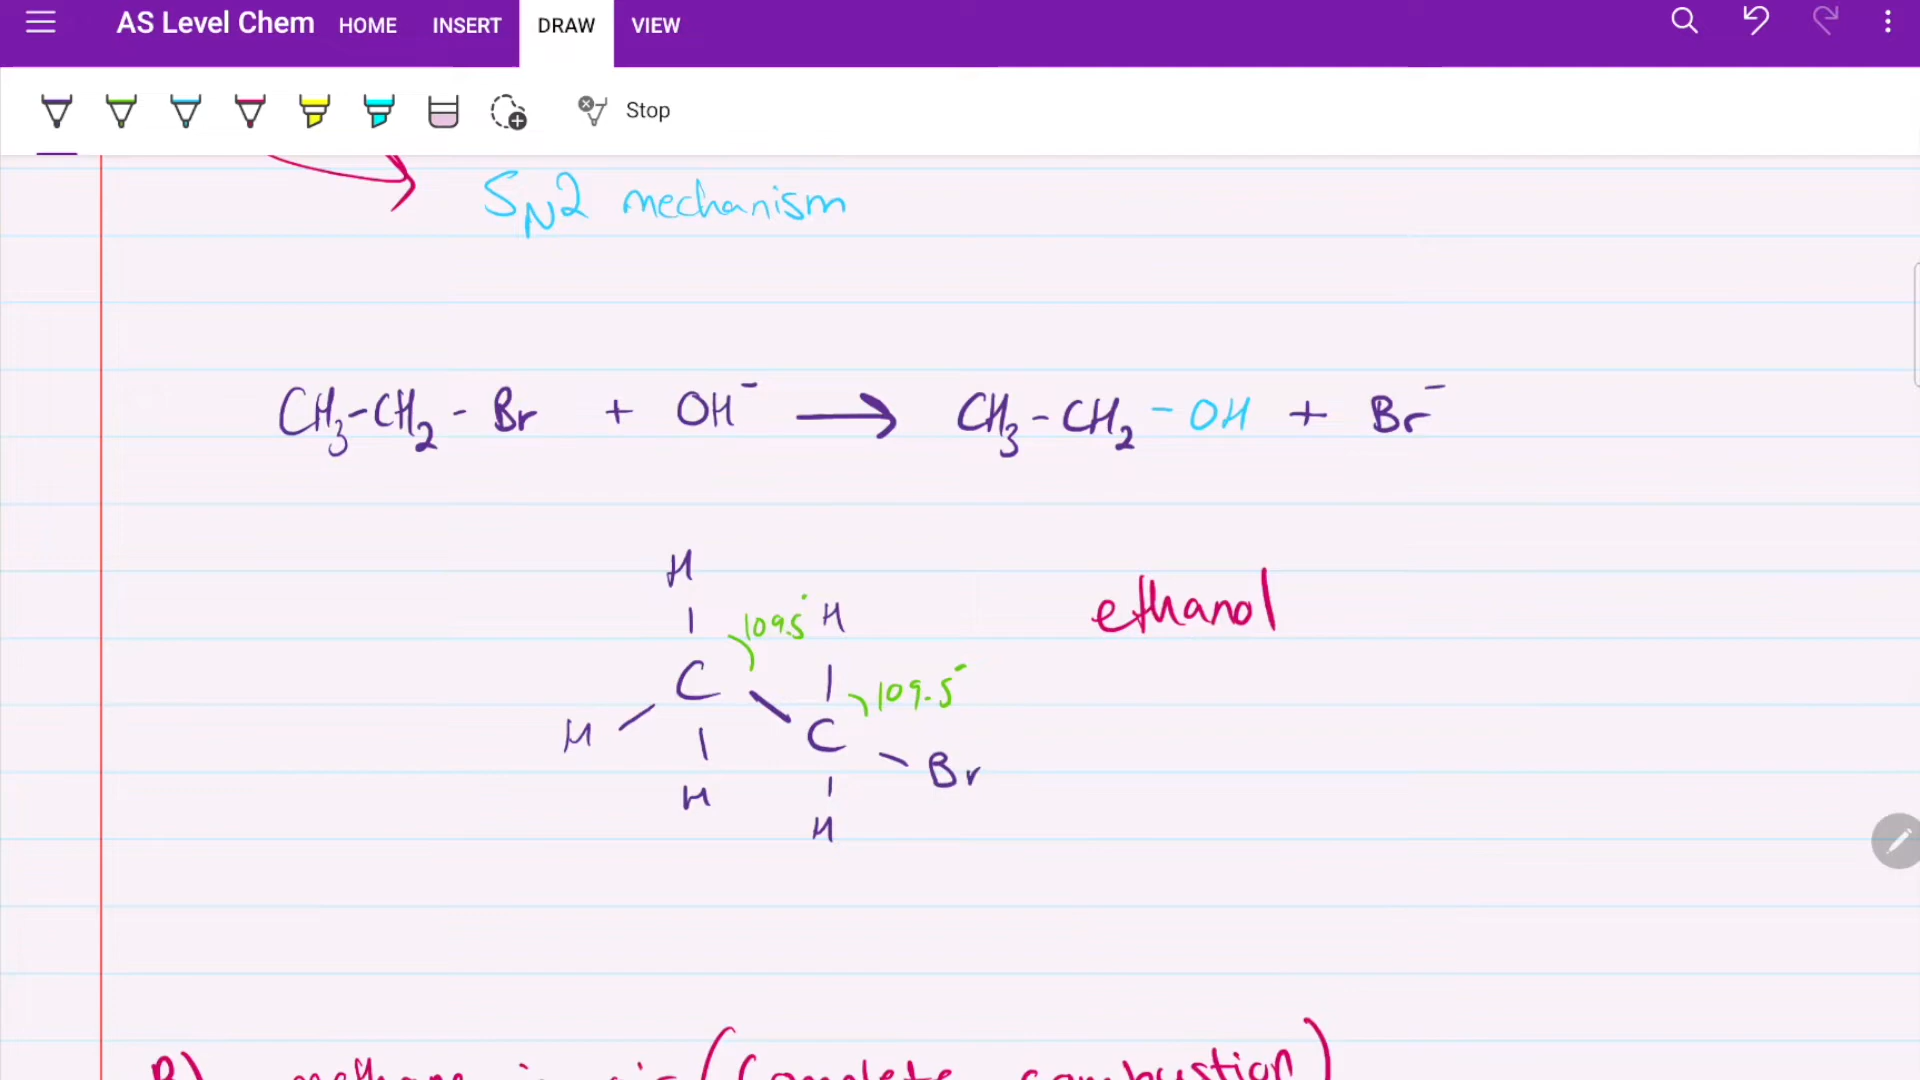 AS Level Chem HOME INSERT DRAW VIEW
Stop
SN2 mechanism
CH3-CH2-Br + OH⁻ → CH3-CH2-OH + Br⁻
H
109.5° H
ethanol
C
109.5°
H
C
Br
H
H
B)
(Complete combustion)